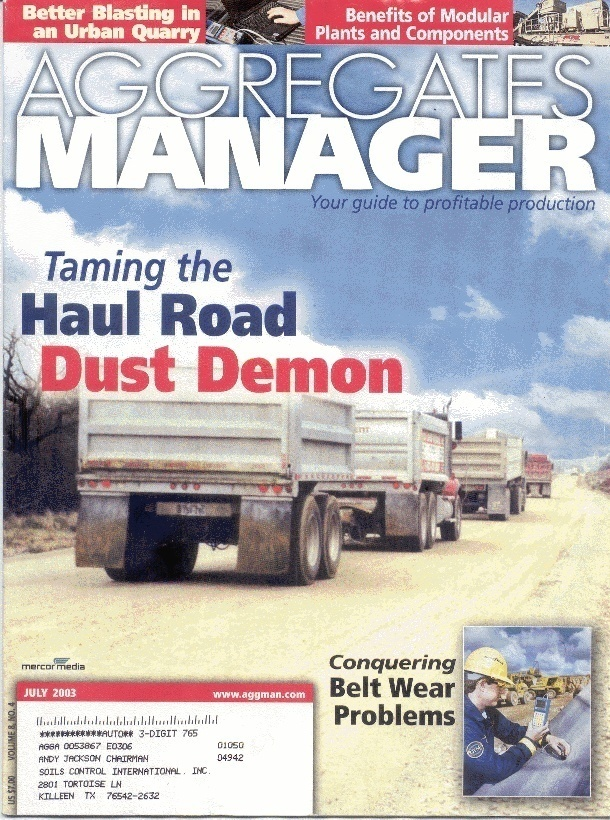 Better Blasting in
an Urban Quarry
Benefits of Modular
Plants and Components
AGGREGATES
MANAGER
Your guide to profitable production
Taming the
Haul Road
Dust Demon
mercormedia
Conquering
Belt Wear
Problems
JULY 2003 www.aggman.com
************AUTO** 3-DIGIT 765
AGGA 0053867 E0306 01050
ANDY JACKSON CHAIRMAN 04942
SOILS CONTROL INTERNATIONAL, INC.
2801 TORTOISE LN
KILLEEN TX 76542-2632
US $7.00 VOLUME 8, NO. 4